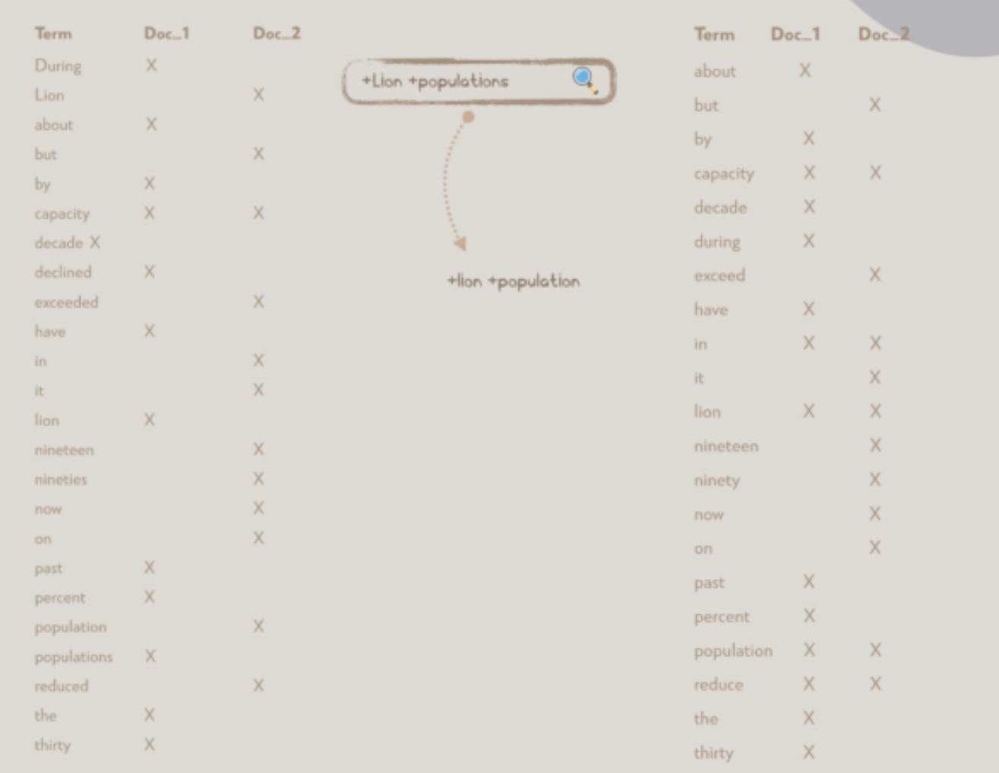 Term Doc_1 Doc_2
During X
Lion X
about X
but X
by X
capacity X X
decade X
declined X
exceeded X
have X
in X
it X
lion X
nineteen X
nineties X
now X
on X
past X
percent X
population X
populations X
reduced X
the X
thirty X
+Lion +populations
+lion +population
Term Doc_1 Doc_2
about X
but X
by X
capacity X X
decade X
during X
exceed X
have X
in X X
it X
lion X X
nineteen X
ninety X
now X
on X
past X
percent X
population X X
reduce X X
the X
thirty X